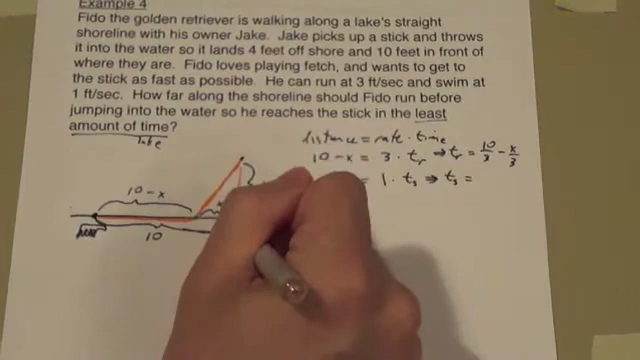 Example 4
Fido the golden retriever is walking along a lake's straight
shoreline with his owner Jake. Jake picks up a stick and throws
it into the water so it lands 4 feet off shore and 10 feet in front of
where they are. Fido loves playing fetch, and wants to get to
the stick as fast as possible. He can run at 3 ft/sec and swim at
1 ft/sec. How far along the shoreline should Fido run before
jumping into the water so he reaches the stick in the least
amount of time?
lake
distance = rate · time
10 - x = 3 · tr ⇒ tr = 10/3 - x/3
= 1 · ts ⇒ ts =
10 - x
10